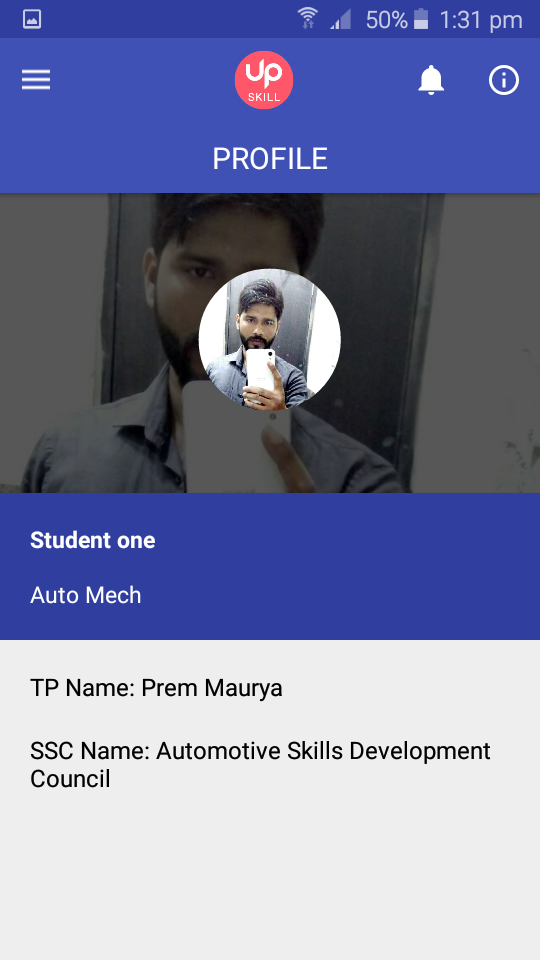 50% 1:31 pm
Up
SKILL
PROFILE
Student one
Auto Mech
TP Name: Prem Maurya
SSC Name: Automotive Skills Development
Council